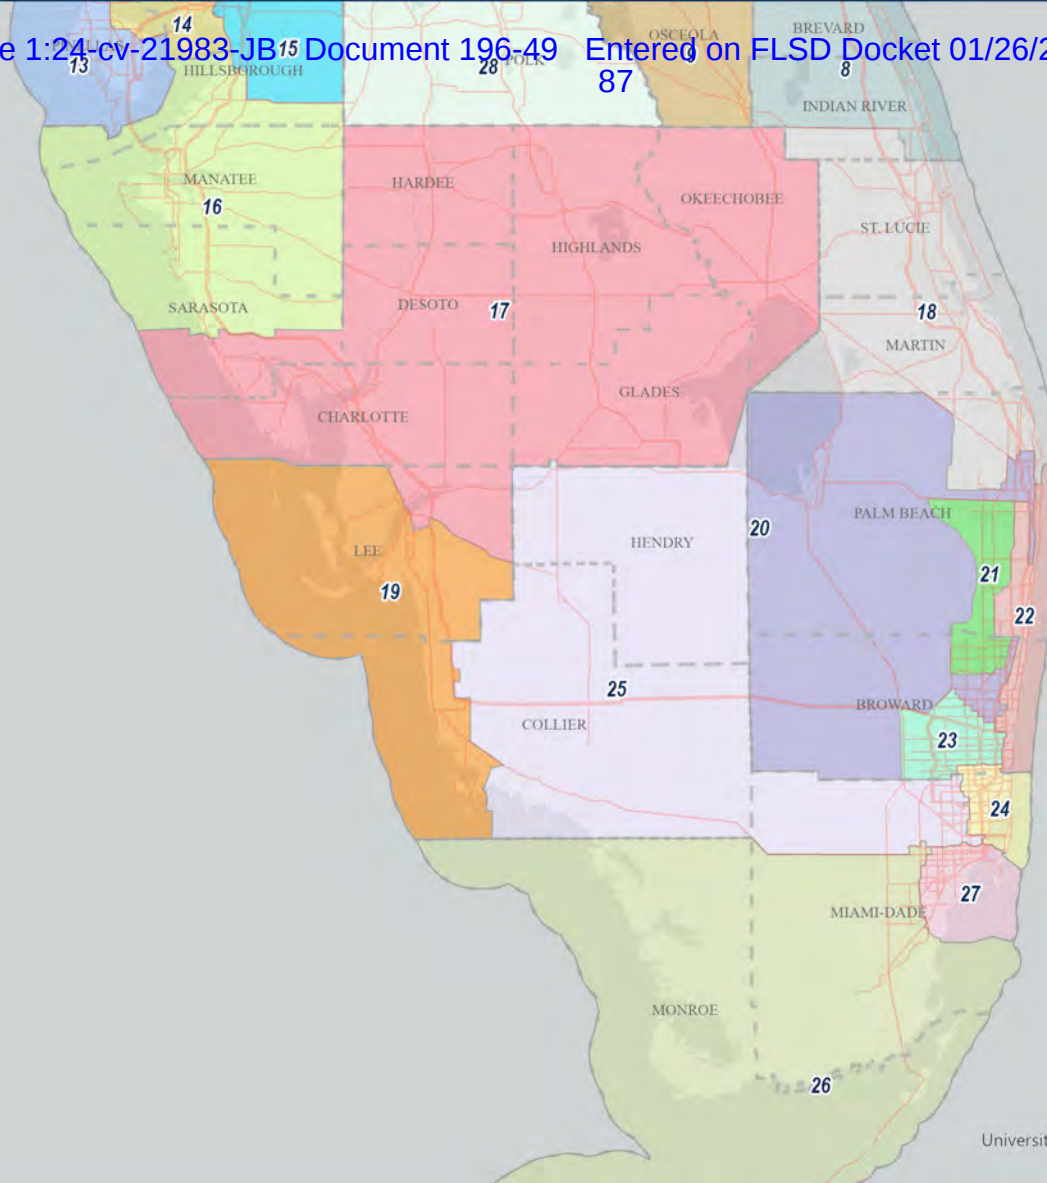 14
BREVARD
OSCEOLA
e 1:24-cv-21983-JB Document 196-49 Entered on FLSD Docket 01/26/2
87
13
HILLSBOROUGH
15
28
POLK
9
8
INDIAN RIVER
MANATEE
16
HARDEE
OKEECHOBEE
HIGHLANDS
ST. LUCIE
SARASOTA
DESOTO
17
18
MARTIN
GLADES
CHARLOTTE
PALM BEACH
20
HENDRY
LEE
19
21
22
25
COLLIER
BROWARD
23
24
27
MIAMI-DADE
MONROE
26
Universit